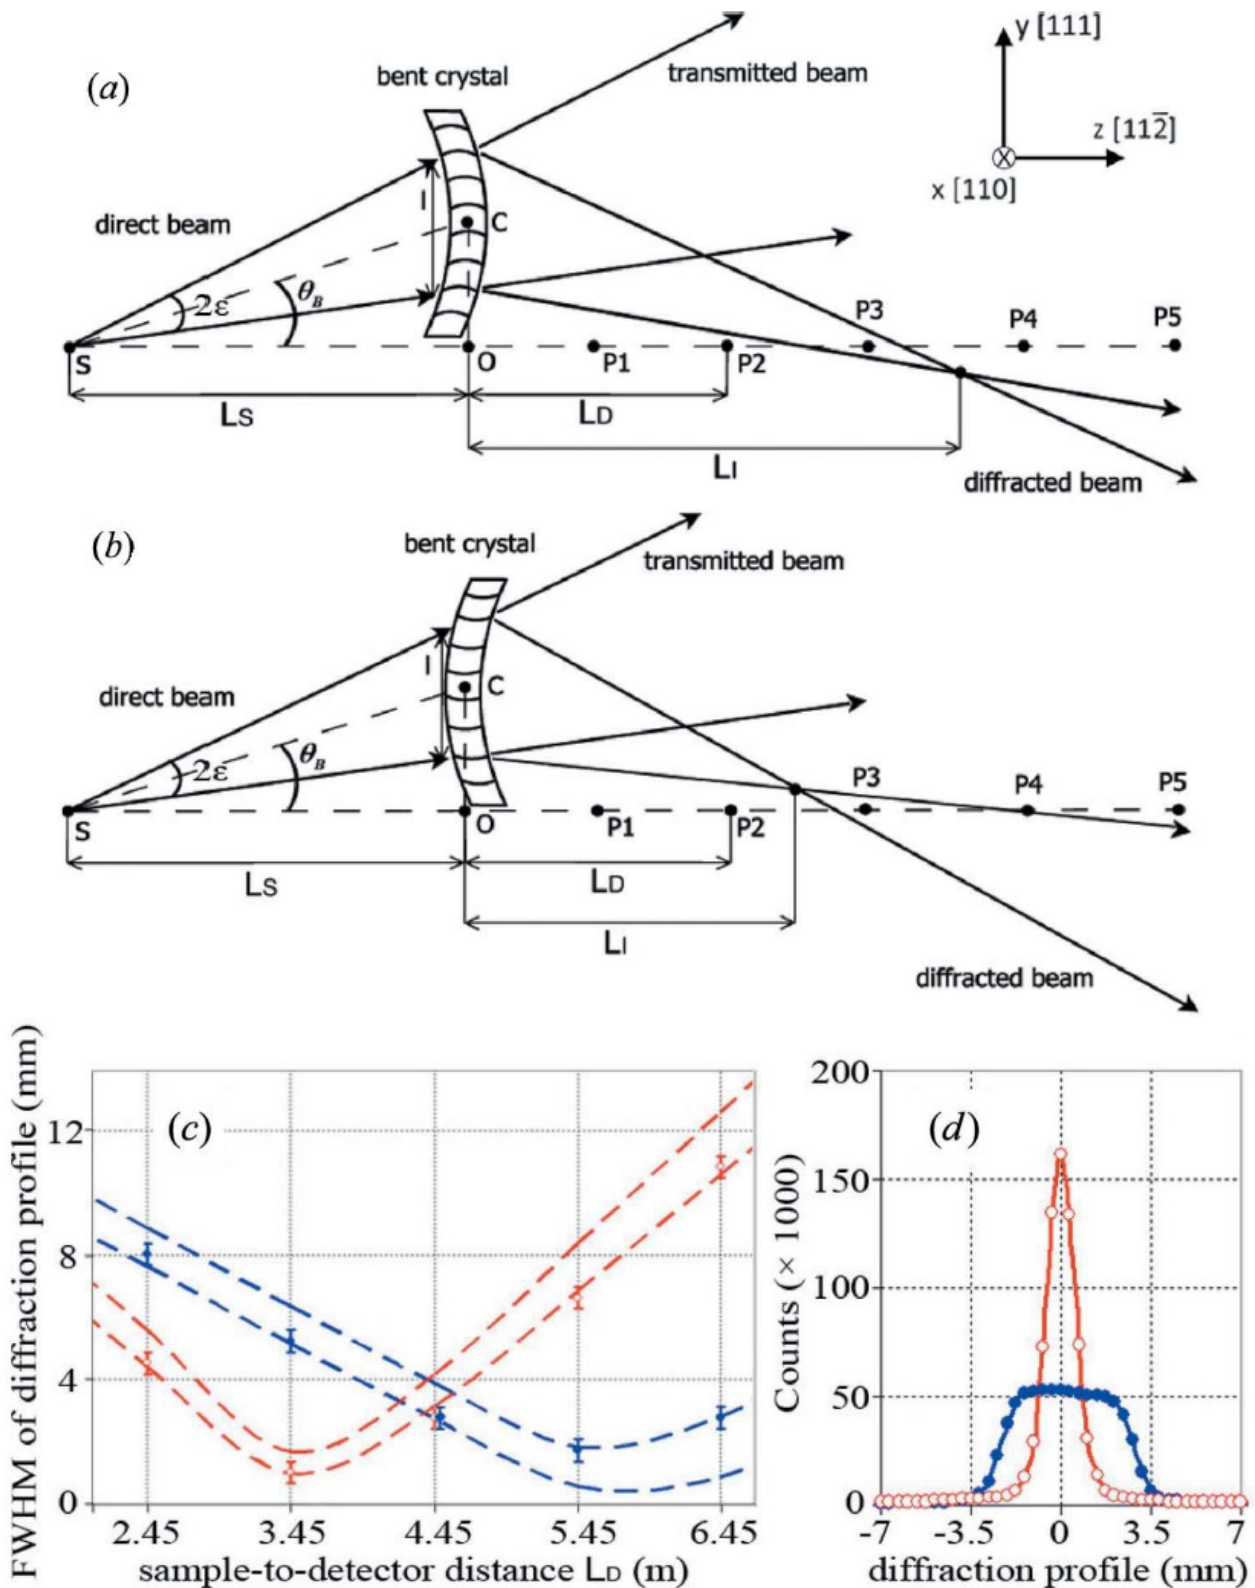 (a)
bent crystal
transmitted beam
y [111]
z [112̅]
x [110]
direct beam
l
C
2ε
θB
S
O
P1
P2
P3
P4
P5
LS
LD
LI
diffracted beam
(b)
bent crystal
transmitted beam
direct beam
l
C
2ε
θB
S
O
P1
P2
P3
P4
P5
LS
LD
LI
diffracted beam
(c)
FWHM of diffraction profile (mm)
12
8
4
0
2.45 3.45 4.45 5.45 6.45
sample-to-detector distance LD (m)
(d)
Counts (× 1000)
200
150
100
50
0
-7 -3.5 0 3.5 7
diffraction profile (mm)